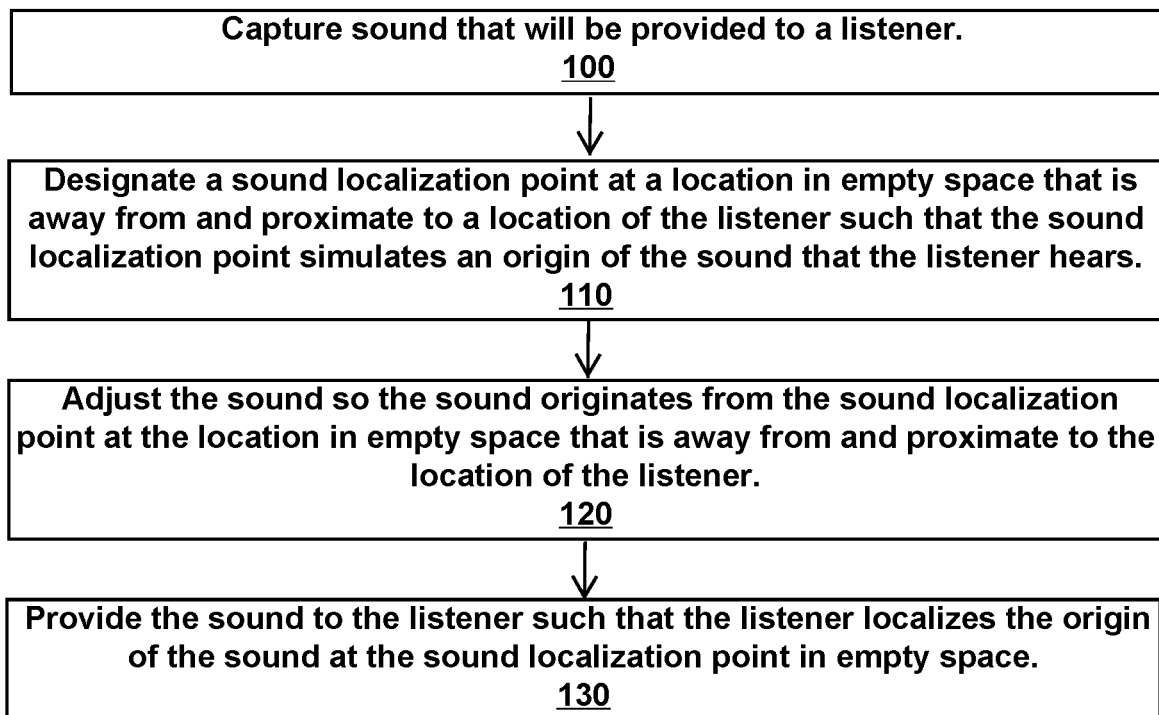 Capture sound that will be provided to a listener.
100
Designate a sound localization point at a location in empty space that is
away from and proximate to a location of the listener such that the sound
localization point simulates an origin of the sound that the listener hears.
110
Adjust the sound so the sound originates from the sound localization
point at the location in empty space that is away from and proximate to the
location of the listener.
120
Provide the sound to the listener such that the listener localizes the origin
of the sound at the sound localization point in empty space.
130